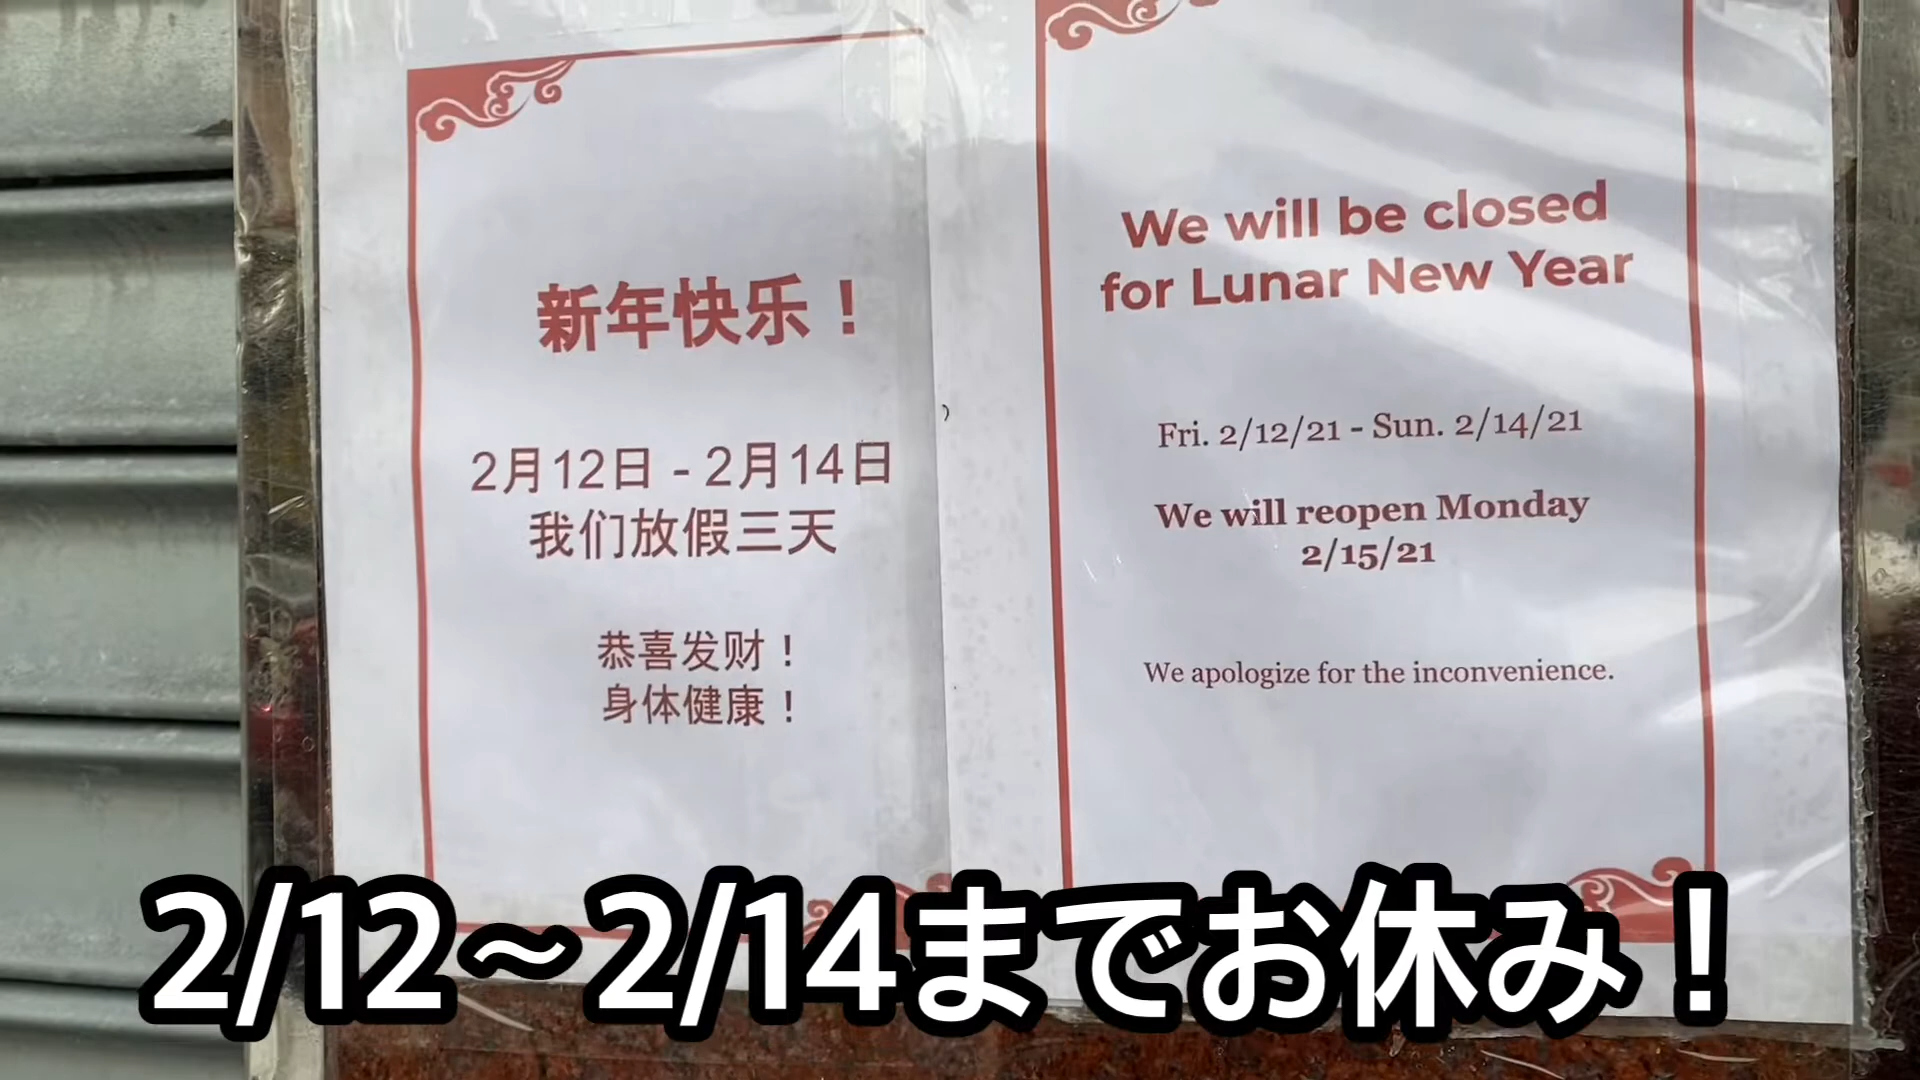 新年快乐！
2月12日 - 2月14日
我们放假三天
恭喜发财！
身体健康！
We will be closed
for Lunar New Year
Fri. 2/12/21 - Sun. 2/14/21
We will reopen Monday
2/15/21
We apologize for the inconvenience.
2/12～2/14までお休み！